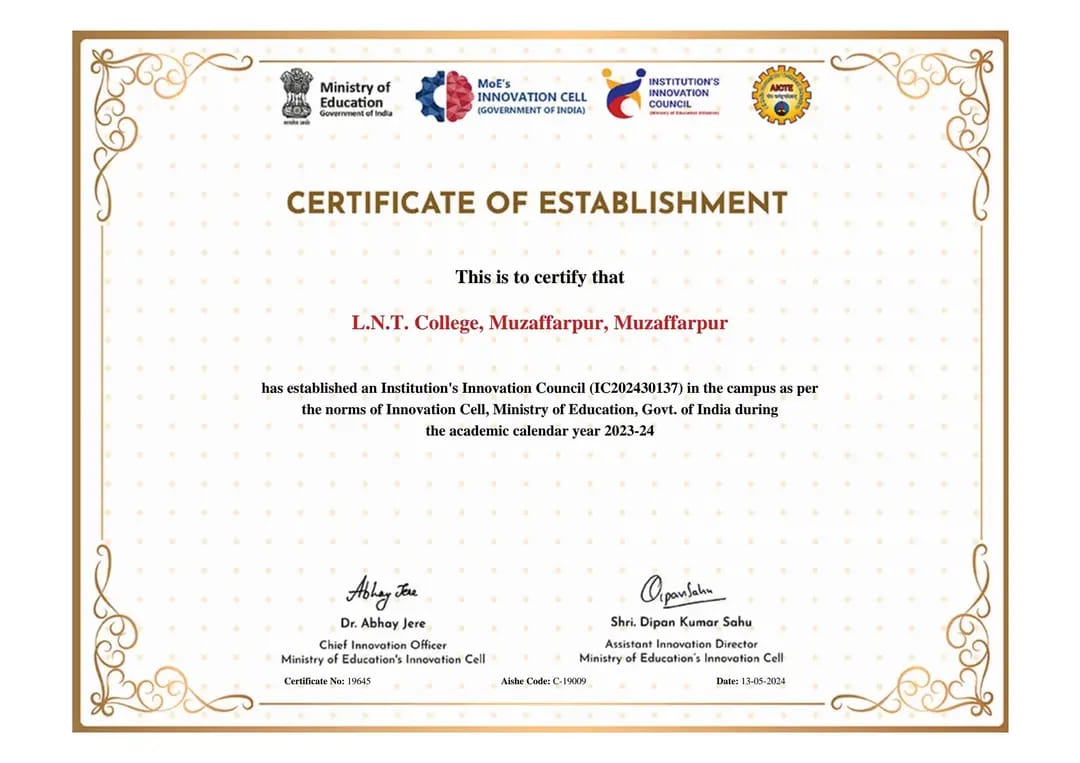 Ministry of
Education
Government of India
MoE's
INNOVATION CELL
(GOVERNMENT OF INDIA)
INSTITUTION'S
INNOVATION
COUNCIL
(Ministry of Education Initiative)
AICTE
CERTIFICATE OF ESTABLISHMENT
This is to certify that
L.N.T. College, Muzaffarpur, Muzaffarpur
has established an Institution's Innovation Council (IC202430137) in the campus as per
the norms of Innovation Cell, Ministry of Education, Govt. of India during
the academic calendar year 2023-24
Abhay Jere
DipanSahu
Dr. Abhay Jere
Shri. Dipan Kumar Sahu
Chief Innovation Officer
Assistant Innovation Director
Ministry of Education's Innovation Cell
Ministry of Education's Innovation Cell
Certificate No: 19645
Aishe Code: C-19009
Date: 13-05-2024